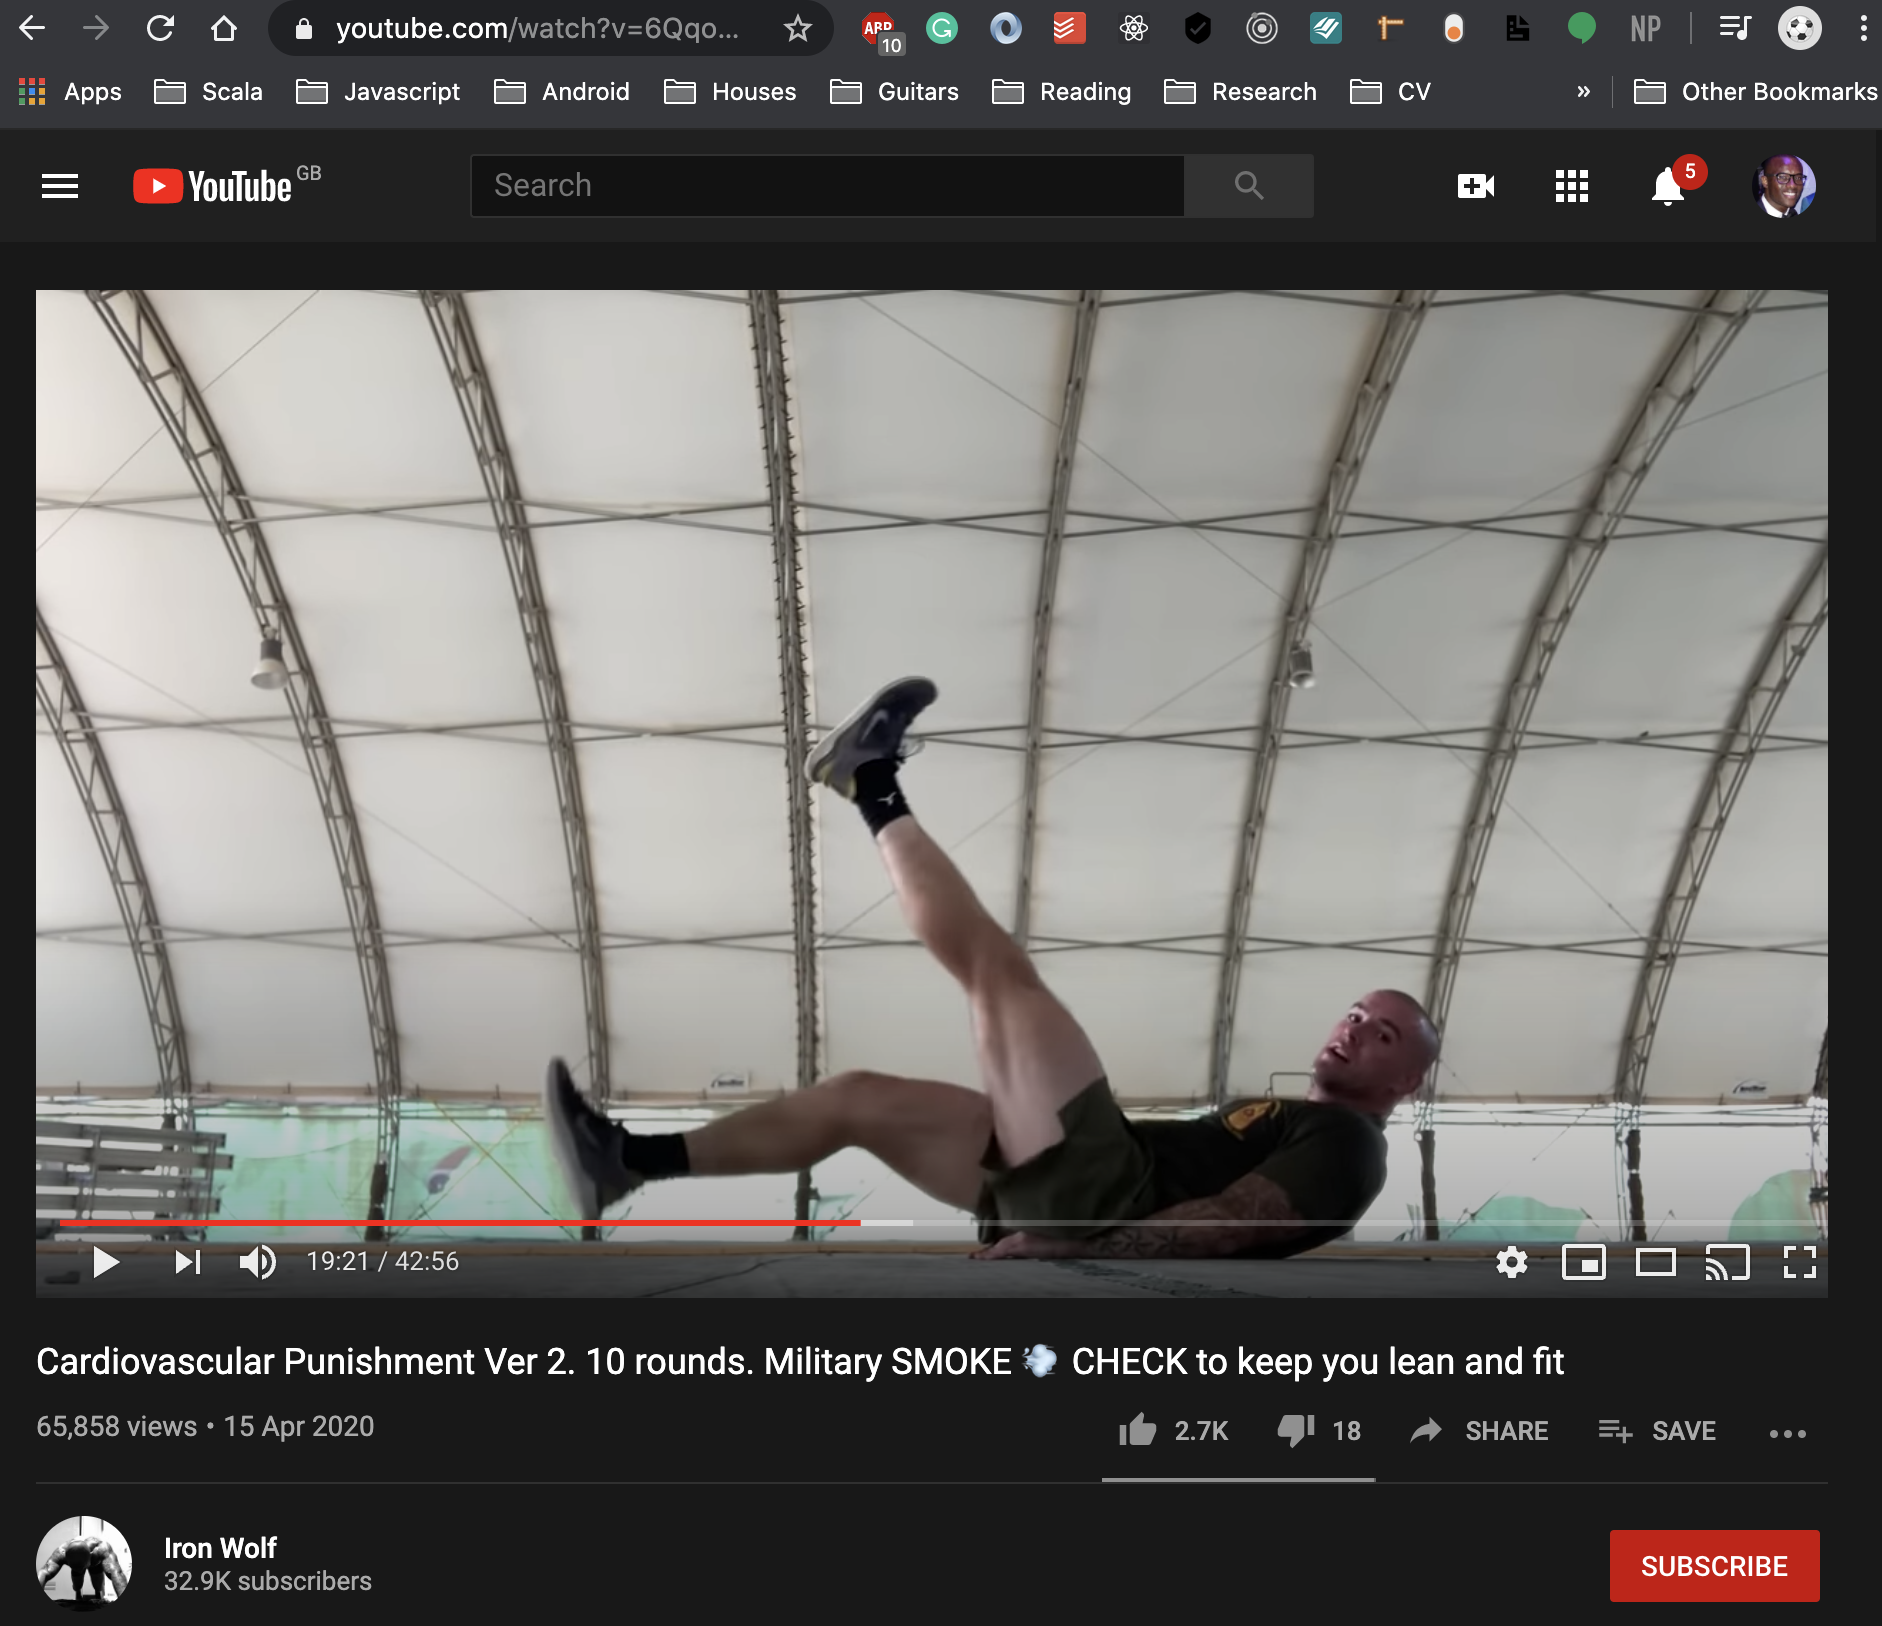 youtube.com/watch?v=6Qqo...
ABP
10
G
NP
Apps
Scala
Javascript
Android
Houses
Guitars
Reading
Research
CV
»
Other Bookmarks
YouTube GB
Search
5
19:21 / 42:56
Cardiovascular Punishment Ver 2. 10 rounds. Military SMOKE 💨 CHECK to keep you lean and fit
65,858 views • 15 Apr 2020
2.7K
18
SHARE
SAVE
Iron Wolf
32.9K subscribers
SUBSCRIBE